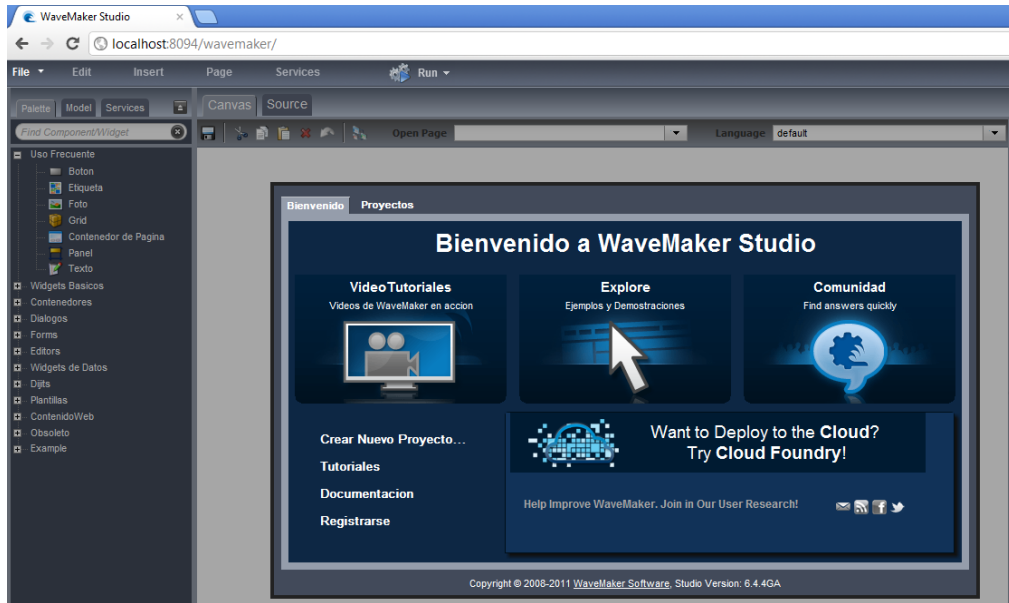 WaveMaker Studio
localhost:8094/wavemaker/
File Edit Insert Page Services Run
Palette Model Services
Canvas Source
Find Component/Widget
Open Page Language default
Uso Frecuente
Boton
Etiqueta
Foto
Grid
Contenedor de Pagina
Panel
Texto
Widgets Basicos
Contenedores
Dialogos
Forms
Editors
Widgets de Datos
Dijits
Plantillas
ContenidoWeb
Obsoleto
Example
Bienvenido Proyectos
Bienvenido a WaveMaker Studio
VideoTutoriales
Videos de WaveMaker en accion
Explore
Ejemplos y Demostraciones
Comunidad
Find answers quickly
Crear Nuevo Proyecto...
Tutoriales
Documentacion
Registrarse
Want to Deploy to the Cloud?
Try Cloud Foundry!
Help Improve WaveMaker. Join in Our User Research!
Copyright © 2008-2011 WaveMaker Software, Studio Version: 6.4.4GA